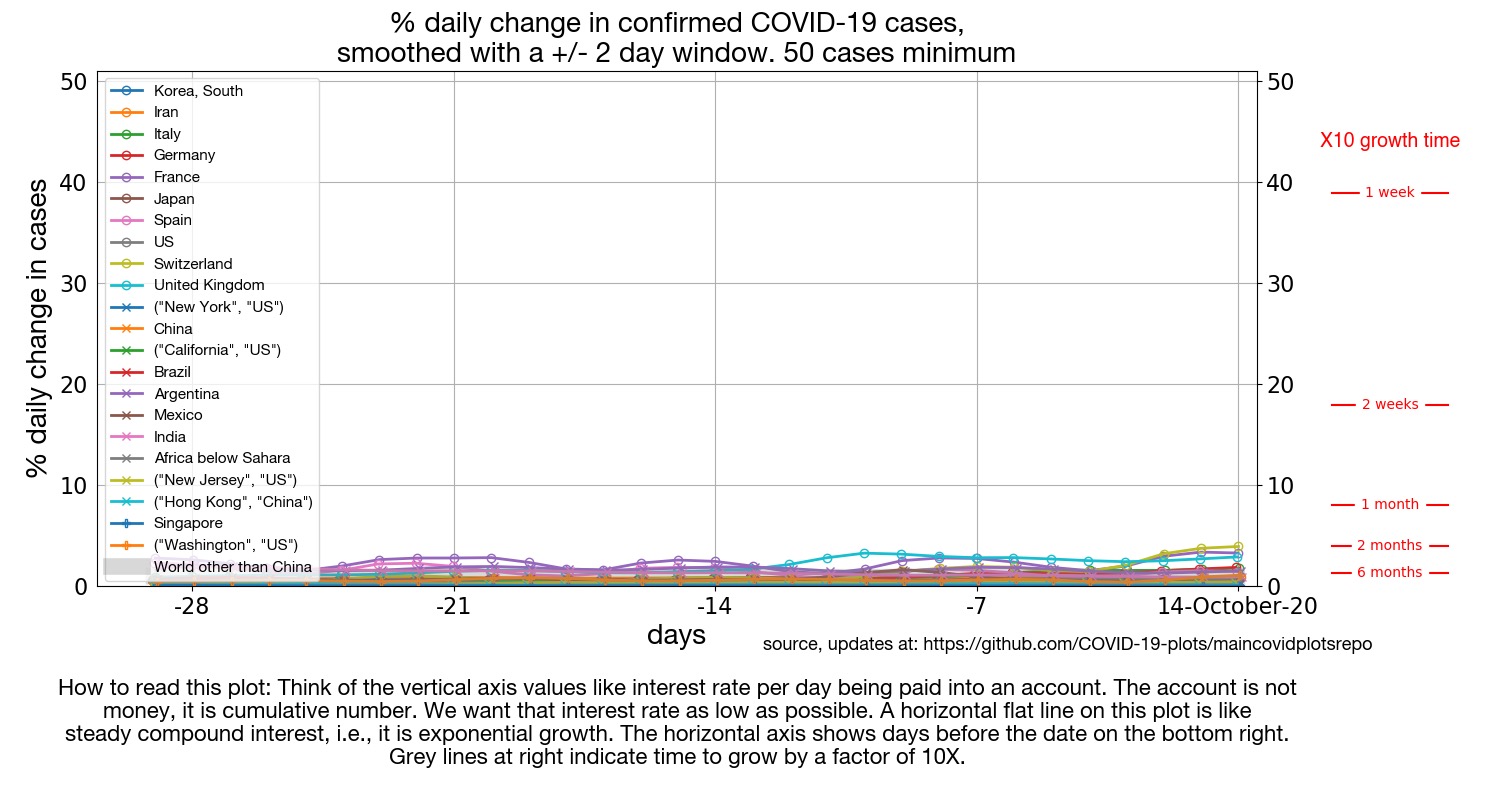 % daily change in confirmed COVID-19 cases,
smoothed with a +/- 2 day window. 50 cases minimum
% daily change in cases
50
40
30
20
10
0
Korea, South
Iran
Italy
Germany
France
Japan
Spain
US
Switzerland
United Kingdom
("New York", "US")
China
("California", "US")
Brazil
Argentina
Mexico
India
Africa below Sahara
("New Jersey", "US")
("Hong Kong", "China")
Singapore
("Washington", "US")
World other than China
50
40
30
20
10
0
X10 growth time
1 week
2 weeks
1 month
2 months
6 months
-28
-21
-14
-7
14-October-20
days
source, updates at: https://github.com/COVID-19-plots/maincovidplotsrepo
How to read this plot: Think of the vertical axis values like interest rate per day being paid into an account. The account is not
money, it is cumulative number. We want that interest rate as low as possible. A horizontal flat line on this plot is like
steady compound interest, i.e., it is exponential growth. The horizontal axis shows days before the date on the bottom right.
Grey lines at right indicate time to grow by a factor of 10X.